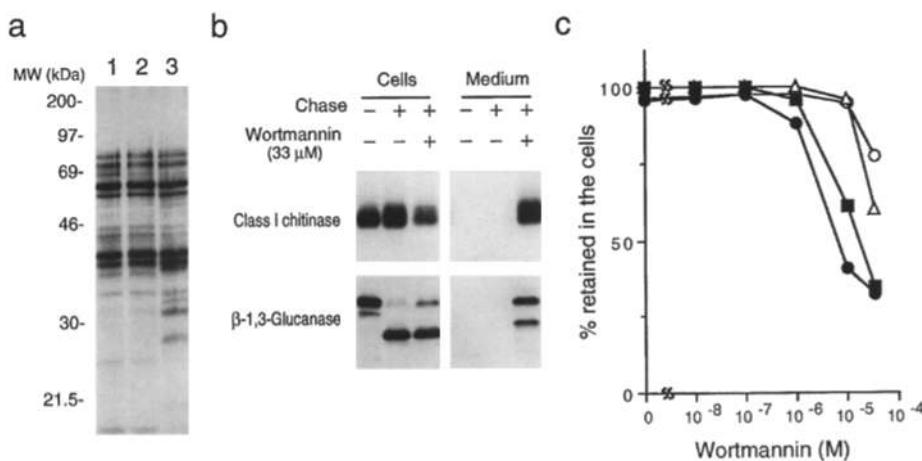 a
MW (kDa)
1 2 3
200-
97-
69-
46-
30-
21.5-
b
Cells Medium
Chase - + + - + +
Wortmannin - - + - - +
(33 μM)
Class I chitinase
β-1,3-Glucanase
c
% retained in the cells
100
50
0
0 10⁻⁸ 10⁻⁷ 10⁻⁶ 10⁻⁵ 10⁻⁴
Wortmannin (M)